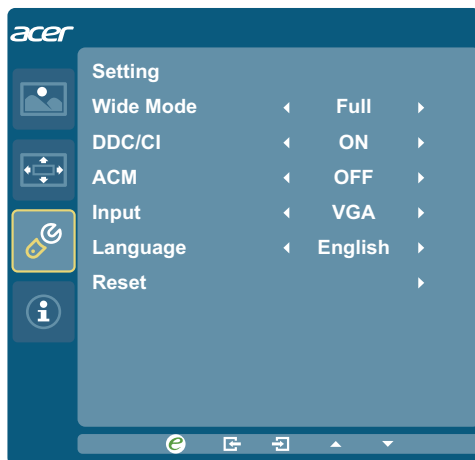 acer
Setting
Wide Mode Full
DDC/CI ON
ACM OFF
Input VGA
Language English
Reset
e